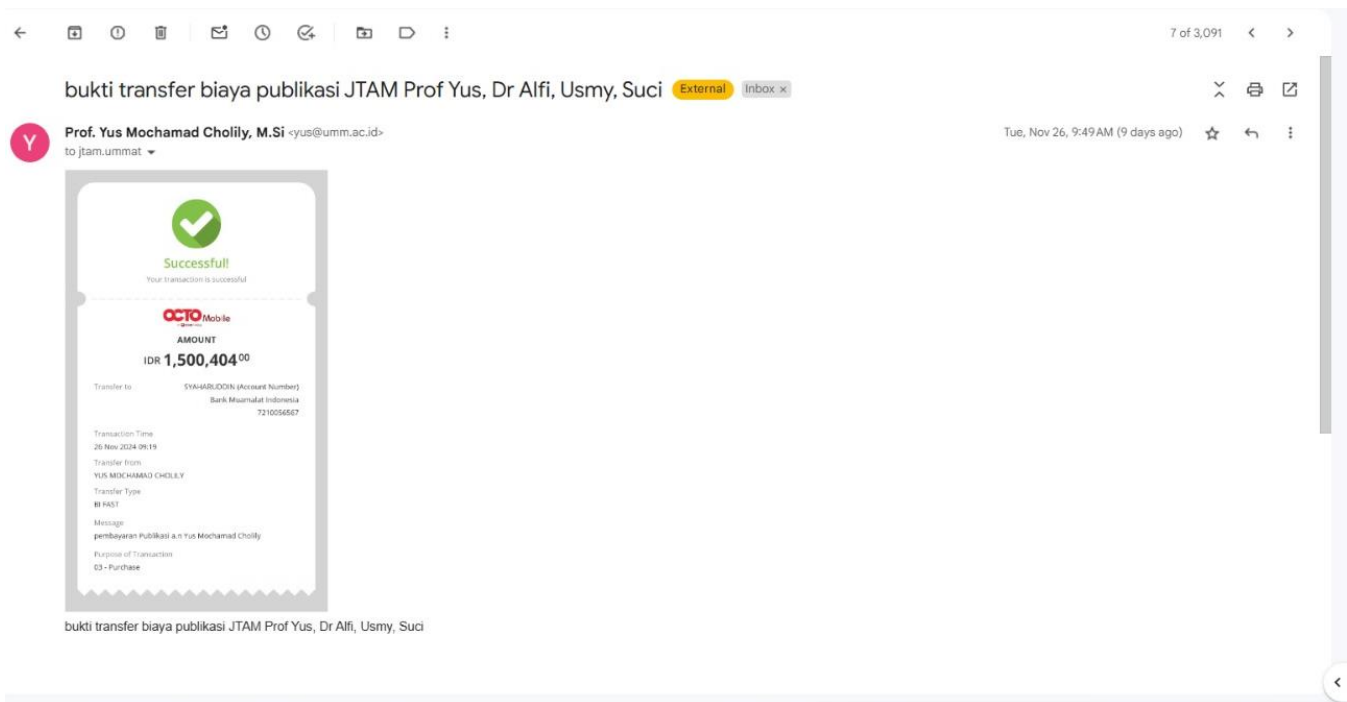 7 of 3,091
bukti transfer biaya publikasi JTAM Prof Yus, Dr Alfi, Usmy, Suci External Inbox ×
Prof. Yus Mochamad Cholily, M.Si <yus@umm.ac.id> Tue, Nov 26, 9:49 AM (9 days ago)
Y
to jtam.ummat
Successful!
Your transaction is successful
OCTO Mobile
AMOUNT
IDR 1,500,404 00
Transfer to SYAHARUDDIN (Account Number)
Bank Muamalat Indonesia
7210056567
Transaction Time
26 Nov 2024 09:19
Transfer from
YUS MOCHAMAD CHOLILY
Transfer Type
BI FAST
Message
pembayaran Publikasi a.n Yus Mochamad Cholily
Purpose of Transaction
03 - Purchase
bukti transfer biaya publikasi JTAM Prof Yus, Dr Alfi, Usmy, Suci